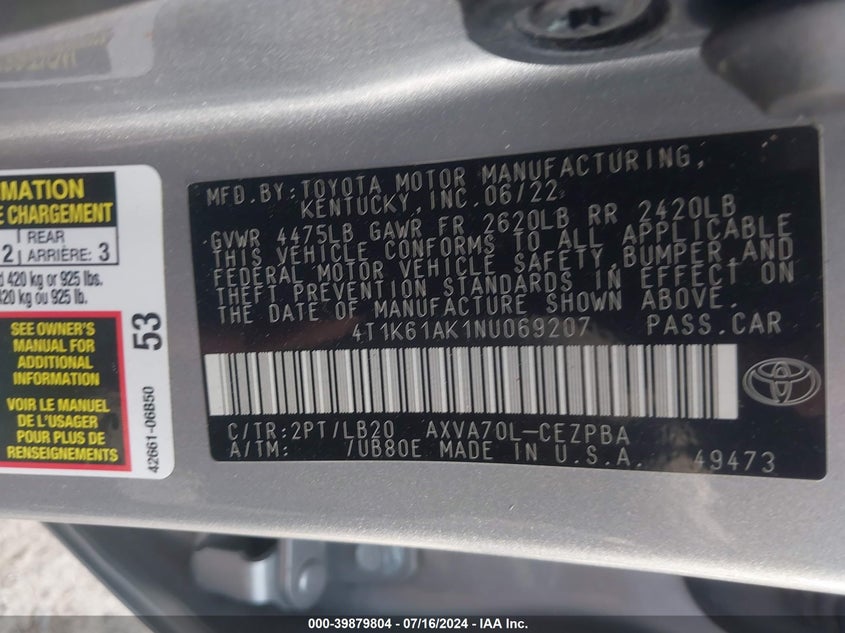 MATION
E CHARGEMENT
2 REAR ARRIÈRE: 3
d 420 kg or 925 lbs.
420 kg ou 925 lb.
SEE OWNER'S
MANUAL FOR
ADDITIONAL
INFORMATION
VOIR LE MANUEL
DE L'USAGER
POUR PLUS DE
RENSEIGNEMENTS
53
42661-06B50
MFD.BY:TOYOTA MOTOR MANUFACTURING,
KENTUCKY,INC.06/22
GVWR 4475LB GAWR FR 2620LB RR 2420LB
THIS VEHICLE CONFORMS TO ALL APPLICABLE
FEDERAL MOTOR VEHICLE SAFETY,BUMPER,AND
THEFT PREVENTION STANDARDS IN EFFECT ON
THE DATE OF MANUFACTURE SHOWN ABOVE.
4T1K61AK1NU069207 PASS.CAR
C/TR:2PT/LB20 AXVA70L-CEZPBA
A/TM: /UB80E MADE IN U.S.A. 49473
000-39879804 - 07/16/2024 - IAA Inc.